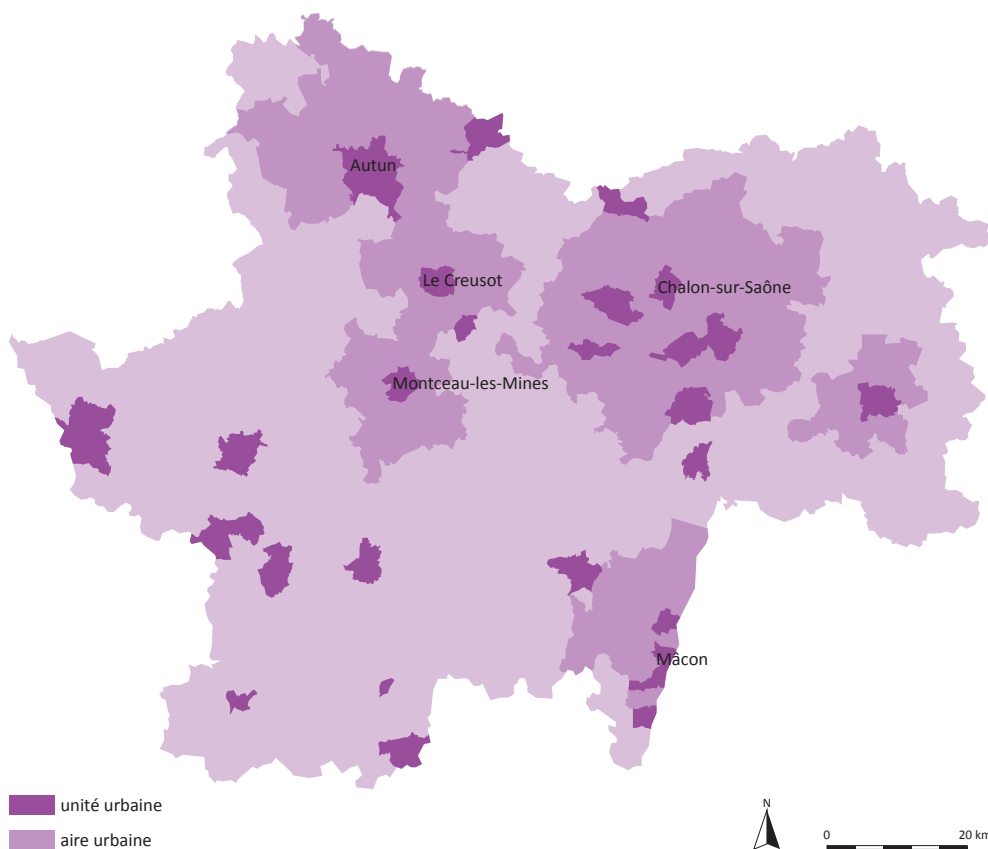 Autun
Le Creusot
Chalon-sur-Saône
Montceau-les-Mines
Mâcon
unité urbaine
aire urbaine
N
0 20 km